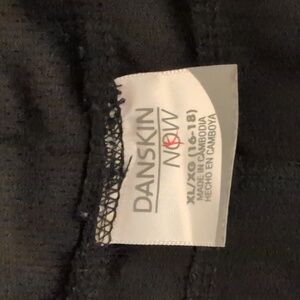 DANSKIN
NOW
XL/XG (16-18)
MADE IN CAMBODIA
HECHO EN CAMBOYA